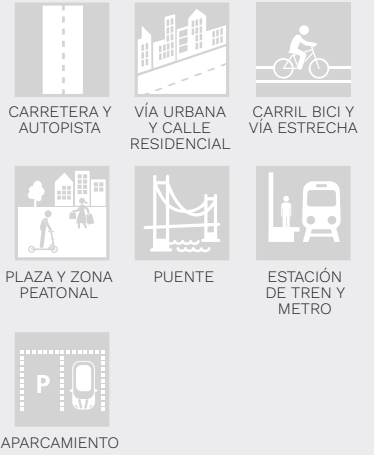 CARRETERA Y
AUTOPISTA
VÍA URBANA
Y CALLE
RESIDENCIAL
CARRIL BICI Y
VÍA ESTRECHA
PLAZA Y ZONA
PEATONAL
PUENTE
ESTACIÓN
DE TREN Y
METRO
P
APARCAMIENTO